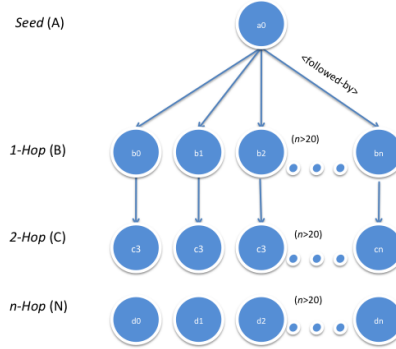 Seed (A)
a0
<followed-by>
1-Hop (B)
b0
b1
b2
(n>20)
bn
2-Hop (C)
c3
c3
c3
(n>20)
cn
n-Hop (N)
d0
d1
d2
(n>20)
dn